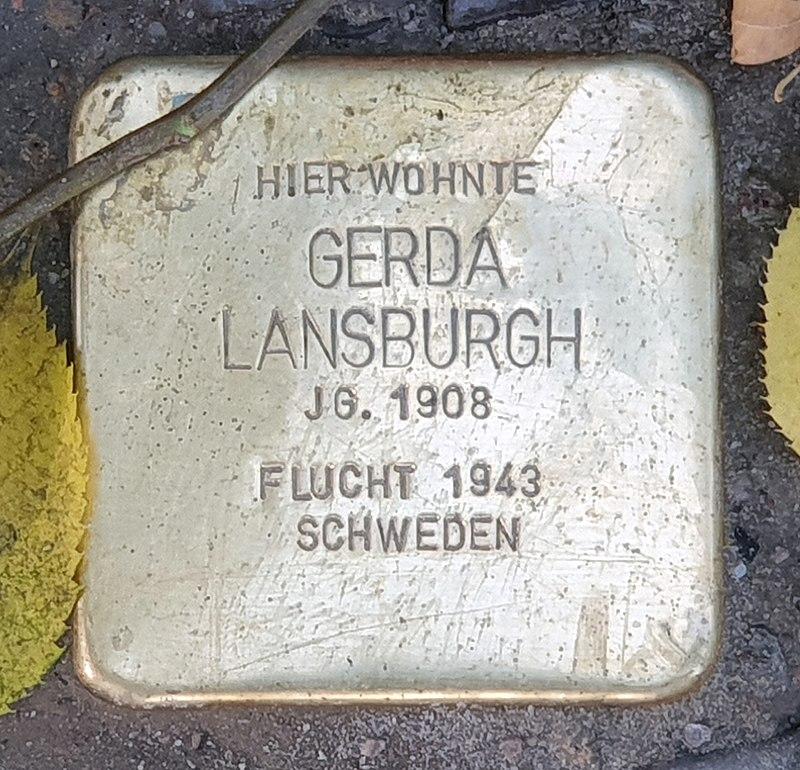 HIER WOHNTE
GERDA
LANSBURGH
JG. 1908
FLUCHT 1943
SCHWEDEN